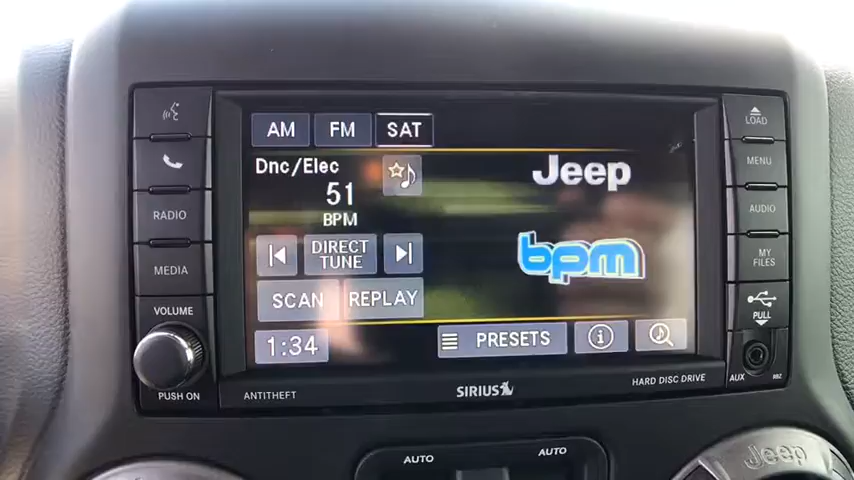 AM FM SAT
Dnc/Elec
51
BPM
Jeep
bpm
DIRECT
TUNE
SCAN REPLAY
1:34
PRESETS
RADIO
MEDIA
VOLUME
PUSH ON
ANTITHEFT
SIRIUS
HARD DISC DRIVE
LOAD
MENU
AUDIO
MY
FILES
PULL
AUX
AUTO
AUTO
Jeep